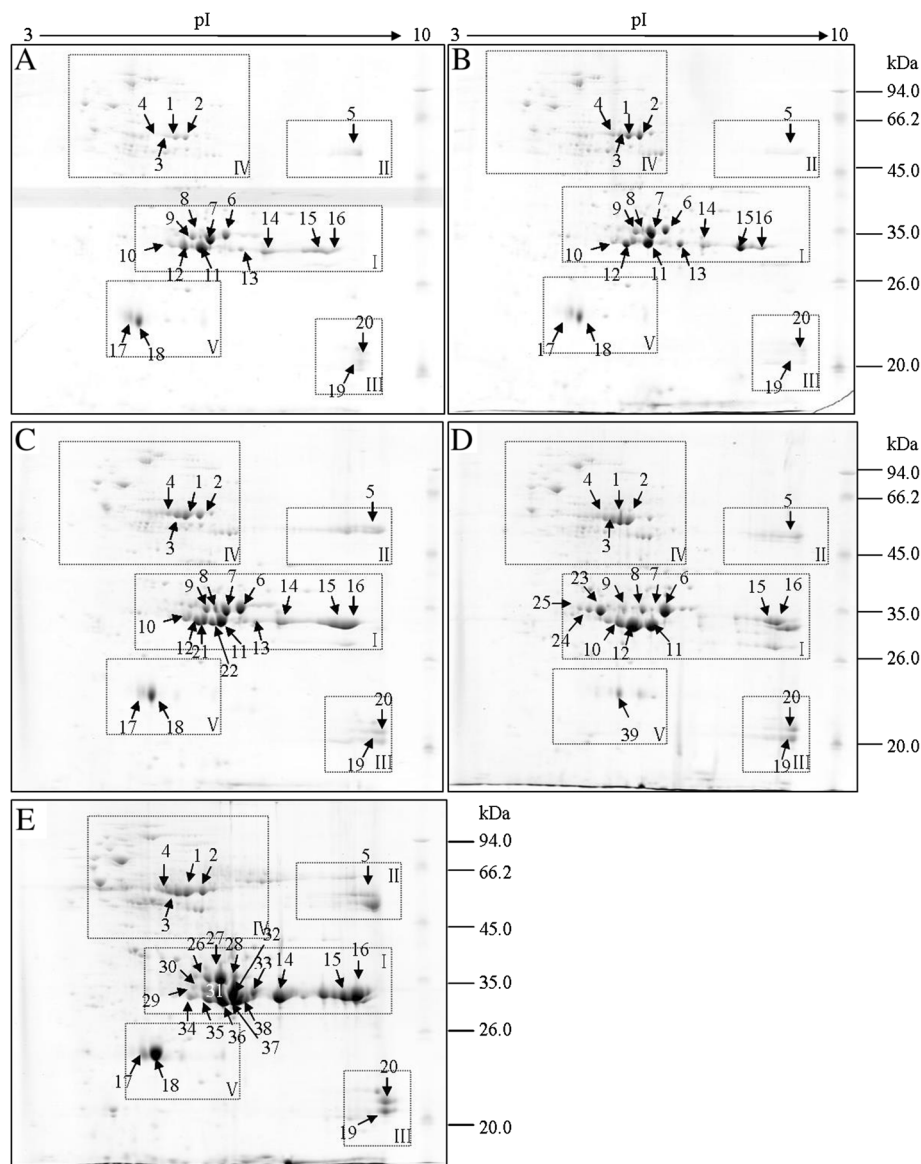 pI pI
3 10 3 10
A B kDa
94.0
4 1 2 5 4 1 2 5
66.2
3 3
IV II IV II
45.0
8 7 6 7
9 14 15 16 9 8 6 14 15 16
35.0
10 10
12 11 13 I 12 11 13 I
26.0
20 20
17 18 V 17 18 V
20.0
19 III 19 III
C D kDa
94.0
4 1 2 5 4 1 2 5
66.2
3 3
IV II IV II
45.0
9 8 7 6 14 15 16 23 9 8 7 6 15 16
25
35.0
10 24
12 21 11 13 I 10 12 11 I
22
26.0
20 20
17 18 V 39 V
20.0
19 III 19 III
E kDa
94.0
4 1 2 5
66.2
II
3
45.0
IV
26 27 28 32
30 33 14 15 16 I
29 31
35.0
34 35 36 38
37
26.0
17 18 V 20
19 III
20.0